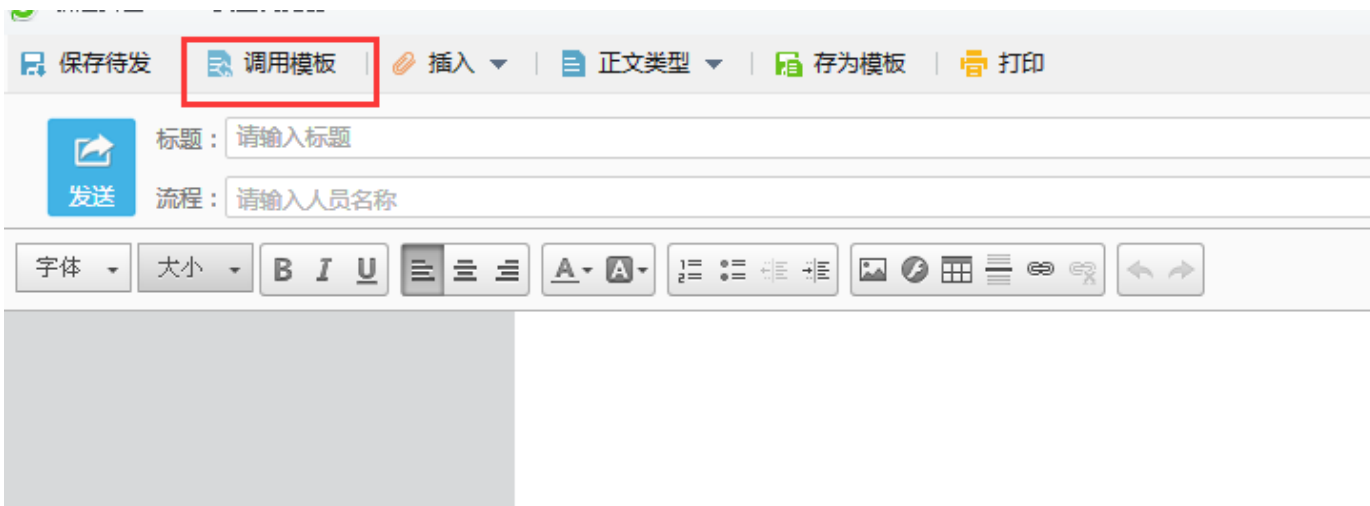 保存待发 调用模板 插入 正文类型 存为模板 打印
标题： 请输入标题
发送
流程： 请输入人员名称
字体 大小 B I U A A